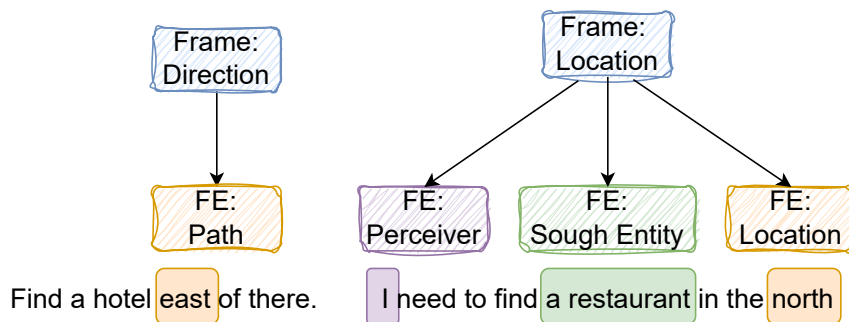 Frame:
Direction
Frame:
Location
FE:
Path
FE:
Perceiver
FE:
Sough Entity
FE:
Location
Find a hotel east of there.
I need to find a restaurant in the north